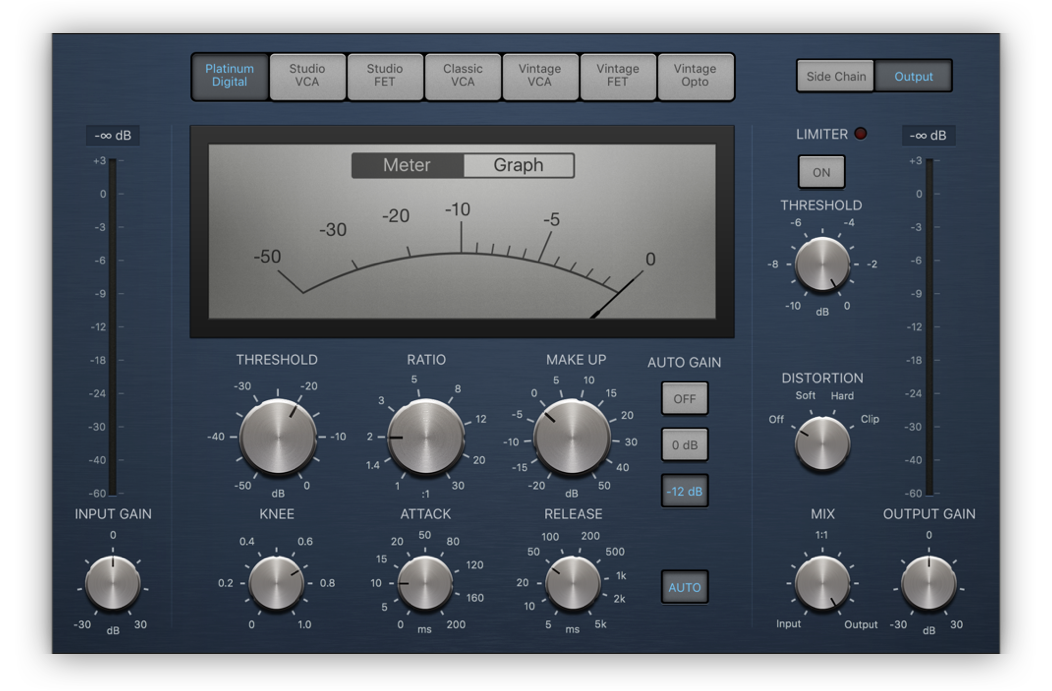 Platinum
Digital
Studio
VCA
Studio
FET
Classic
VCA
Vintage
VCA
Vintage
FET
Vintage
Opto
Side Chain
Output
-∞ dB
+3
0
-3
-6
-9
-12
-18
-24
-30
-40
-60
INPUT GAIN
0
-30
dB
30
Meter
Graph
-50
-30
-20
-10
-5
0
THRESHOLD
-50
-40
-30
-20
-10
0
dB
RATIO
1
1.4
2
3
5
8
12
20
30
:1
MAKE UP
-20
-15
-10
-5
0
5
10
15
20
30
40
50
dB
AUTO GAIN
OFF
0 dB
-12 dB
KNEE
0
0.2
0.4
0.6
0.8
1.0
ATTACK
0
5
10
15
20
50
80
120
160
200
ms
RELEASE
5
10
20
50
100
200
500
1k
2k
5k
ms
AUTO
LIMITER
ON
THRESHOLD
-10
-8
-6
-4
-2
0
dB
DISTORTION
Off
Soft
Hard
Clip
MIX
1:1
Input
Output
-∞ dB
+3
0
-3
-6
-9
-12
-18
-24
-30
-40
-60
OUTPUT GAIN
0
-30
dB
30